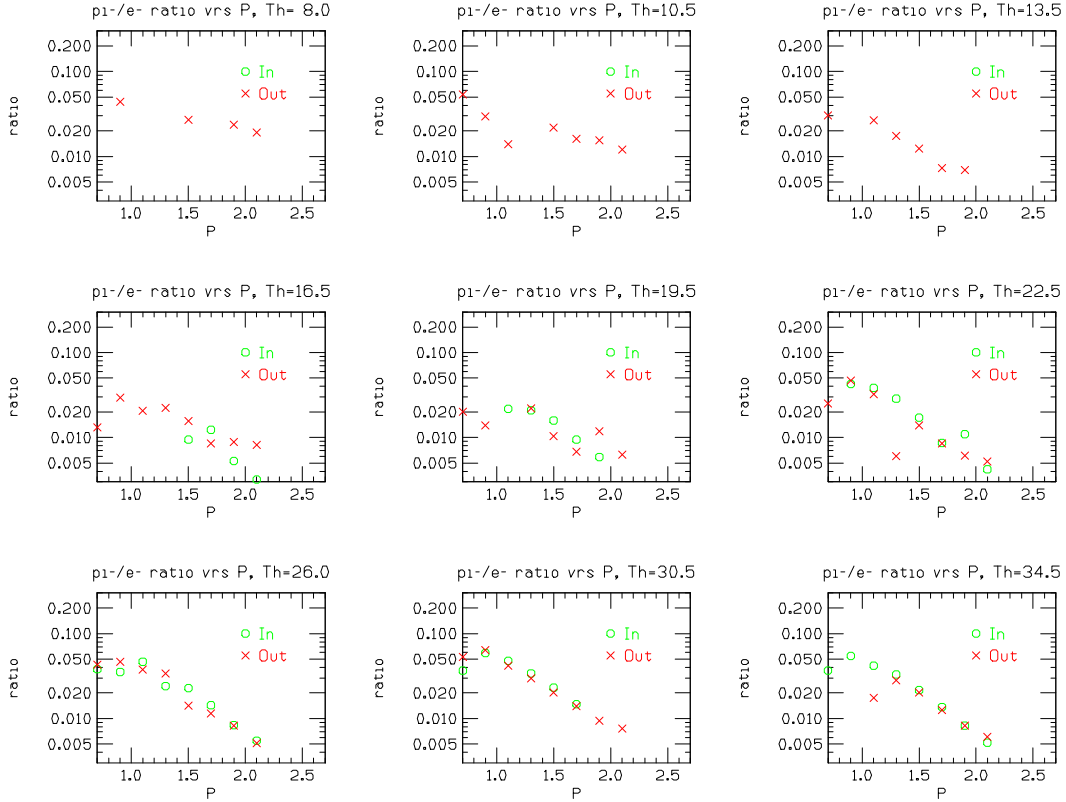 pi-/e- ratio vrs P, Th= 8.0
0.200
0.100
0.050
0.020
0.010
0.005
ratio
In
Out
1.0 1.5 2.0 2.5
P
pi-/e- ratio vrs P, Th=10.5
0.200
0.100
0.050
0.020
0.010
0.005
ratio
In
Out
1.0 1.5 2.0 2.5
P
pi-/e- ratio vrs P, Th=13.5
0.200
0.100
0.050
0.020
0.010
0.005
ratio
In
Out
1.0 1.5 2.0 2.5
P
pi-/e- ratio vrs P, Th=16.5
0.200
0.100
0.050
0.020
0.010
0.005
ratio
In
Out
1.0 1.5 2.0 2.5
P
pi-/e- ratio vrs P, Th=19.5
0.200
0.100
0.050
0.020
0.010
0.005
ratio
In
Out
1.0 1.5 2.0 2.5
P
pi-/e- ratio vrs P, Th=22.5
0.200
0.100
0.050
0.020
0.010
0.005
ratio
In
Out
1.0 1.5 2.0 2.5
P
pi-/e- ratio vrs P, Th=26.0
0.200
0.100
0.050
0.020
0.010
0.005
ratio
In
Out
1.0 1.5 2.0 2.5
P
pi-/e- ratio vrs P, Th=30.5
0.200
0.100
0.050
0.020
0.010
0.005
ratio
In
Out
1.0 1.5 2.0 2.5
P
pi-/e- ratio vrs P, Th=34.5
0.200
0.100
0.050
0.020
0.010
0.005
ratio
In
Out
1.0 1.5 2.0 2.5
P